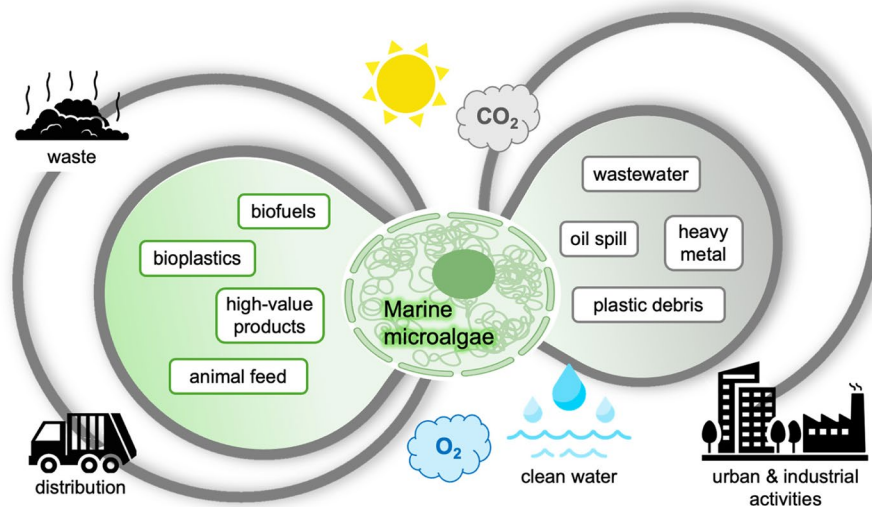 CO₂
waste
wastewater
biofuels
oil spill
heavy
metal
bioplastics
high-value
products
plastic debris
Marine
microalgae
animal feed
O₂
clean water
distribution
urban & industrial
activities